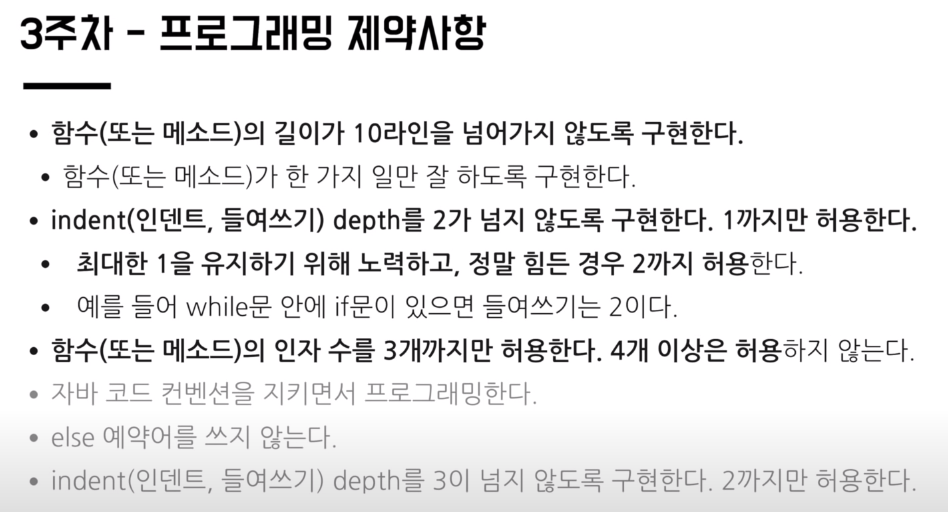 3주차 - 프로그래밍 제약사항
• 함수(또는 메소드)의 길이가 10라인을 넘어가지 않도록 구현한다.
• 함수(또는 메소드)가 한 가지 일만 잘 하도록 구현한다.
• indent(인덴트, 들여쓰기) depth를 2가 넘지 않도록 구현한다. 1까지만 허용한다.
• 최대한 1을 유지하기 위해 노력하고, 정말 힘든 경우 2까지 허용한다.
• 예를 들어 while문 안에 if문이 있으면 들여쓰기는 2이다.
• 함수(또는 메소드)의 인자 수를 3개까지만 허용한다. 4개 이상은 허용하지 않는다.
• 자바 코드 컨벤션을 지키면서 프로그래밍한다.
• else 예약어를 쓰지 않는다.
• indent(인덴트, 들여쓰기) depth를 3이 넘지 않도록 구현한다. 2까지만 허용한다.